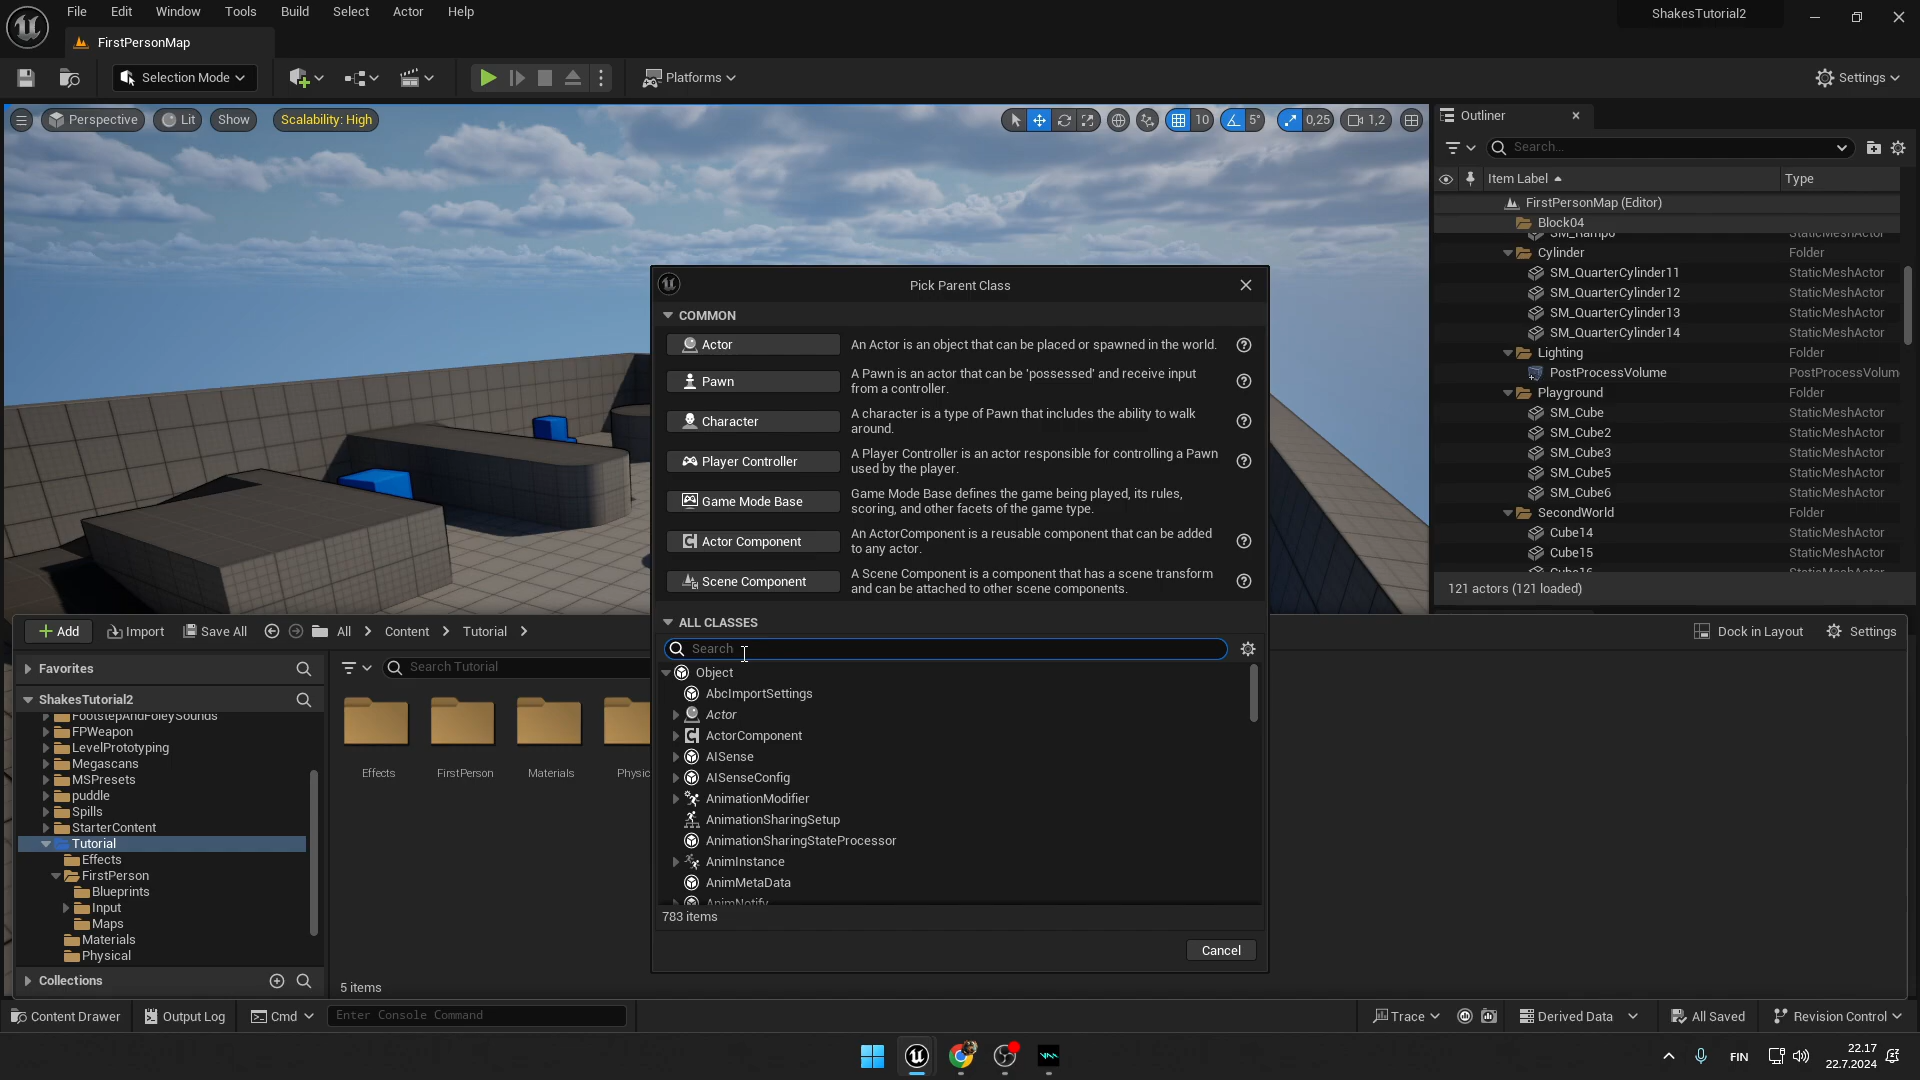 File Edit Window Tools Build Select Actor Help
ShakesTutorial2
FirstPersonMap
Selection Mode
Platforms
Settings
Perspective
Lit
Show
Scalability: High
10
5°
0,25
1,2
Outliner
Search...
Item Label
Type
FirstPersonMap (Editor)
Block04
Cylinder Folder
SM_QuarterCylinder11 StaticMeshActor
SM_QuarterCylinder12 StaticMeshActor
SM_QuarterCylinder13 StaticMeshActor
SM_QuarterCylinder14 StaticMeshActor
Lighting Folder
PostProcessVolume PostProcessVolum
Playground Folder
SM_Cube StaticMeshActor
SM_Cube2 StaticMeshActor
SM_Cube3 StaticMeshActor
SM_Cube5 StaticMeshActor
SM_Cube6 StaticMeshActor
SecondWorld Folder
Cube14 StaticMeshActor
Cube15 StaticMeshActor
121 actors (121 loaded)
Pick Parent Class
COMMON
Actor
An Actor is an object that can be placed or spawned in the world.
Pawn
A Pawn is an actor that can be 'possessed' and receive input
from a controller.
Character
A character is a type of Pawn that includes the ability to walk
around.
Player Controller
A Player Controller is an actor responsible for controlling a Pawn
used by the player.
Game Mode Base
Game Mode Base defines the game being played, its rules,
scoring, and other facets of the game type.
Actor Component
An ActorComponent is a reusable component that can be added
to any actor.
Scene Component
A Scene Component is a component that has a scene transform
and can be attached to other scene components.
ALL CLASSES
Search
Object
AbcImportSettings
Actor
ActorComponent
AISense
AISenseConfig
AnimationModifier
AnimationSharingSetup
AnimationSharingStateProcessor
AnimInstance
AnimMetaData
AnimNotify
783 items
Cancel
Add
Import
Save All
All
Content
Tutorial
Dock in Layout
Settings
Favorites
ShakesTutorial2
FootstepAndFoleySounds
FPWeapon
LevelPrototyping
Megascans
MSPresets
puddle
Spills
StarterContent
Tutorial
Effects
FirstPerson
Blueprints
Input
Maps
Materials
Physical
Collections
Search Tutorial
Effects
FirstPerson
Materials
Physic
5 items
Content Drawer
Output Log
Cmd
Enter Console Command
Trace
Derived Data
All Saved
Revision Control
FIN
22.17
22.7.2024